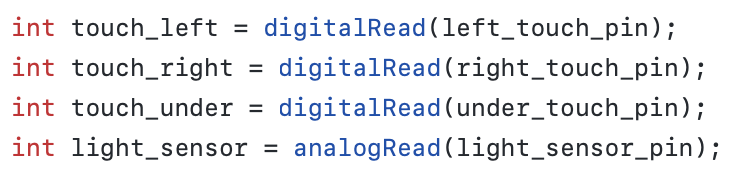 int touch_left = digitalRead(left_touch_pin);
int touch_right = digitalRead(right_touch_pin);
int touch_under = digitalRead(under_touch_pin);
int light_sensor = analogRead(light_sensor_pin);